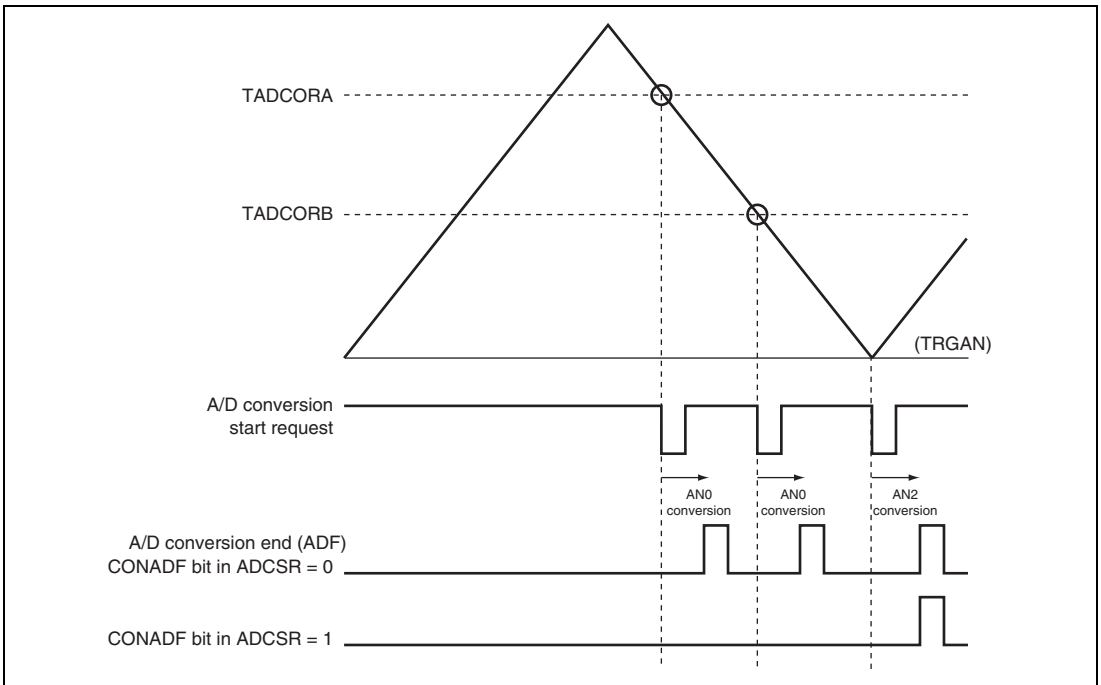 TADCORA
TADCORB
(TRGAN)
A/D conversion
start request
AN0
conversion
AN0
conversion
AN2
conversion
A/D conversion end (ADF)
CONADF bit in ADCSR = 0
CONADF bit in ADCSR = 1